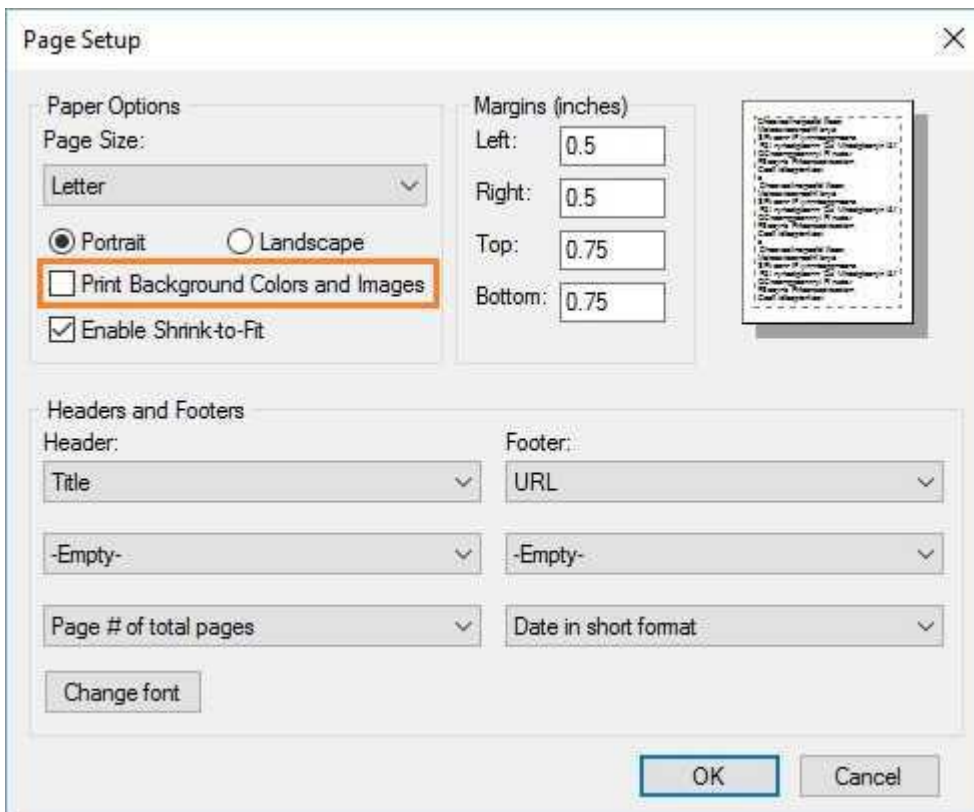 Page Setup
Paper Options
Page Size:
Letter
Portrait
Landscape
Print Background Colors and Images
Enable Shrink-to-Fit
Margins (inches)
Left:
0.5
Right:
0.5
Top:
0.75
Bottom:
0.75
Headers and Footers
Header:
Title
-Empty-
Page # of total pages
Change font
Footer:
URL
-Empty-
Date in short format
OK
Cancel